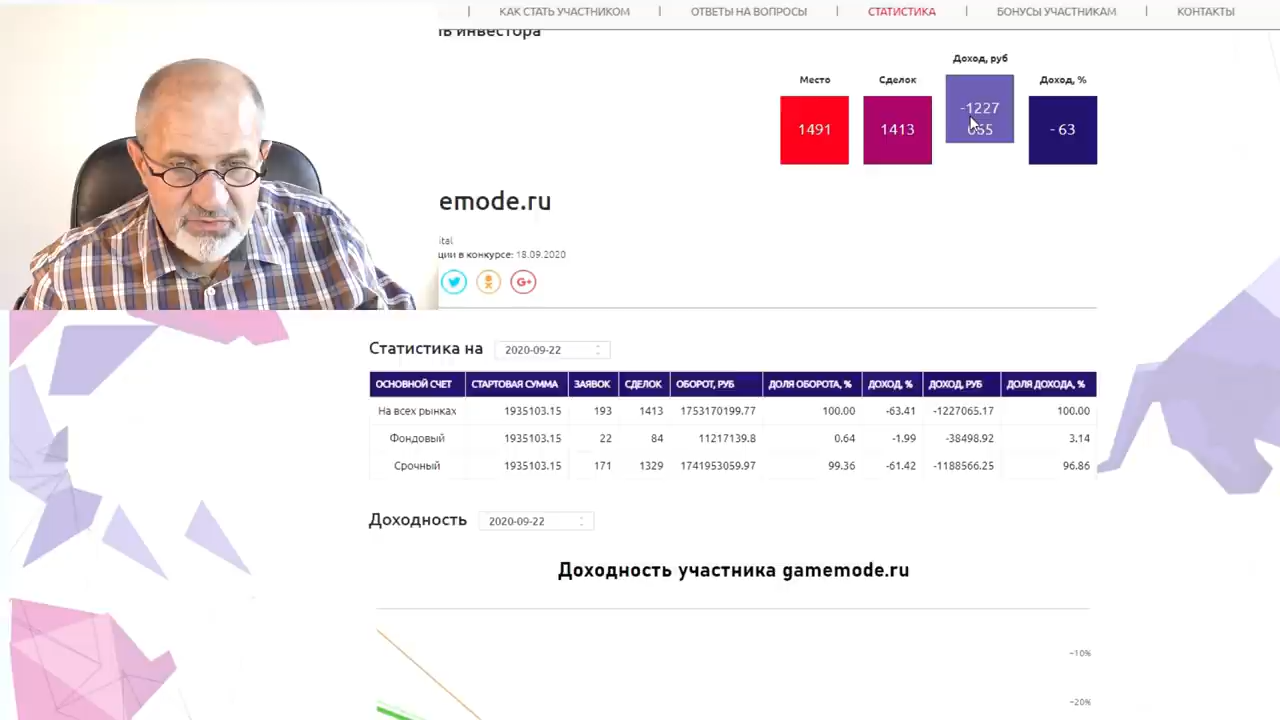 КАК СТАТЬ УЧАСТНИКОМ | ОТВЕТЫ НА ВОПРОСЫ | СТАТИСТИКА | БОНУСЫ УЧАСТНИКАМ | КОНТАКТЫ
инвестора
Доход, руб
Место Сделок Доход, %
1491 1413 -1227 065 -63
emode.ru
ital
ции в конкурсе: 18.09.2020
G+
Статистика на 2020-09-22
ОСНОВНОЙ СЧЕТ СТАРТОВАЯ СУММА ЗАЯВОК СДЕЛОК ОБОРОТ, РУБ ДОЛЯ ОБОРОТА, % ДОХОД, % ДОХОД, РУБ ДОЛЯ ДОХОДА, %
На всех рынках 1935103.15 193 1413 1753170199.77 100.00 -63.41 -1227065.17 100.00
Фондовый 1935103.15 22 84 11217139.8 0.64 -1.99 -38498.92 3.14
Срочный 1935103.15 171 1329 1741953059.97 99.36 -61.42 -1188566.25 96.86
Доходность 2020-09-22
Доходность участника gamemode.ru
-10%
-20%